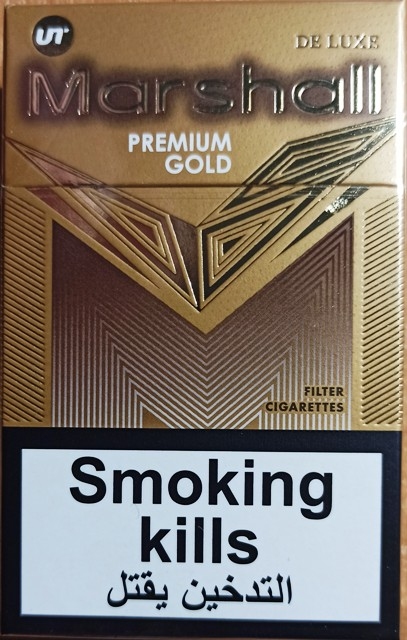 UT
DE LUXE
Marshall
PREMIUM
GOLD
FILTER
CIGARETTES
Smoking
kills
التدخين يقتل